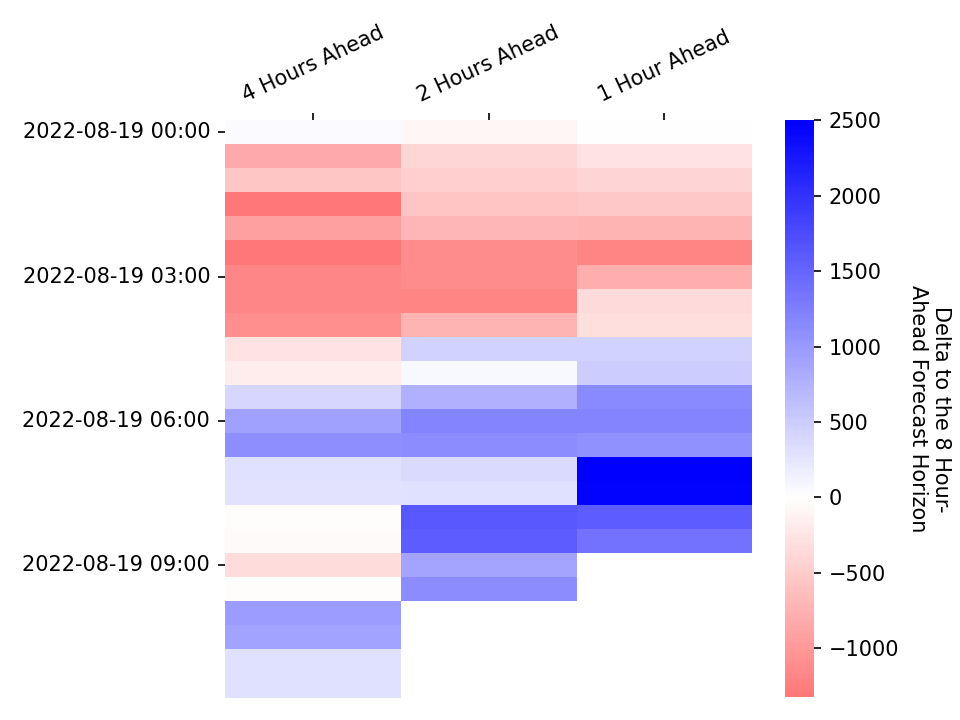 4 Hours Ahead
2 Hours Ahead
1 Hour Ahead
2022-08-19 00:00
2022-08-19 03:00
2022-08-19 06:00
2022-08-19 09:00
2500
2000
1500
1000
500
0
−500
−1000
Delta to the 8 Hour-
Ahead Forecast Horizon